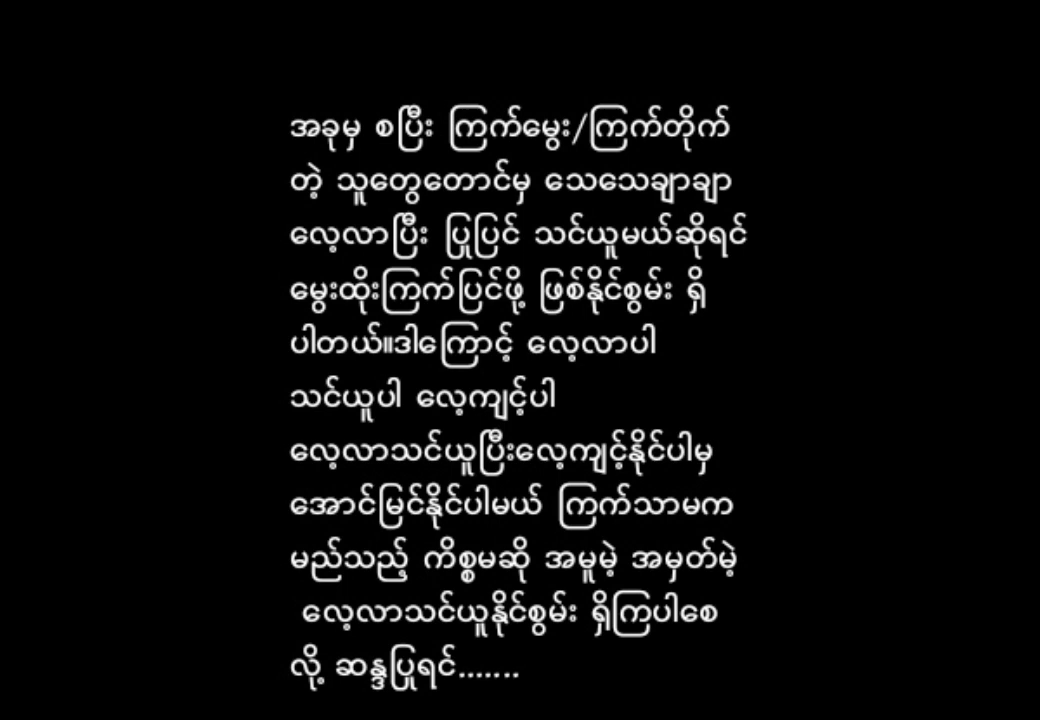 အခုမှ စပြီး ကြက်မွေး/ကြက်တိုက်
တဲ့ သူတွေတောင်မှ သေသေချာချာ
လေ့လာပြီး ပြုပြင် သင်ယူမယ်ဆိုရင်
မွေးထိုးကြက်ပြင်ဖို့ ဖြစ်နိုင်စွမ်း ရှိ
ပါတယ်။ဒါကြောင့် လေ့လာပါ
သင်ယူပါ လေ့ကျင့်ပါ
လေ့လာသင်ယူပြီးလေ့ကျင့်နိုင်ပါမှ
အောင်မြင်နိုင်ပါမယ် ကြက်သာမက
မည်သည့် ကိစ္စမဆို အမူမဲ့ အမှတ်မဲ့
လေ့လာသင်ယူနိုင်စွမ်း ရှိကြပါစေ
လို့ ဆန္ဒပြုရင်.......